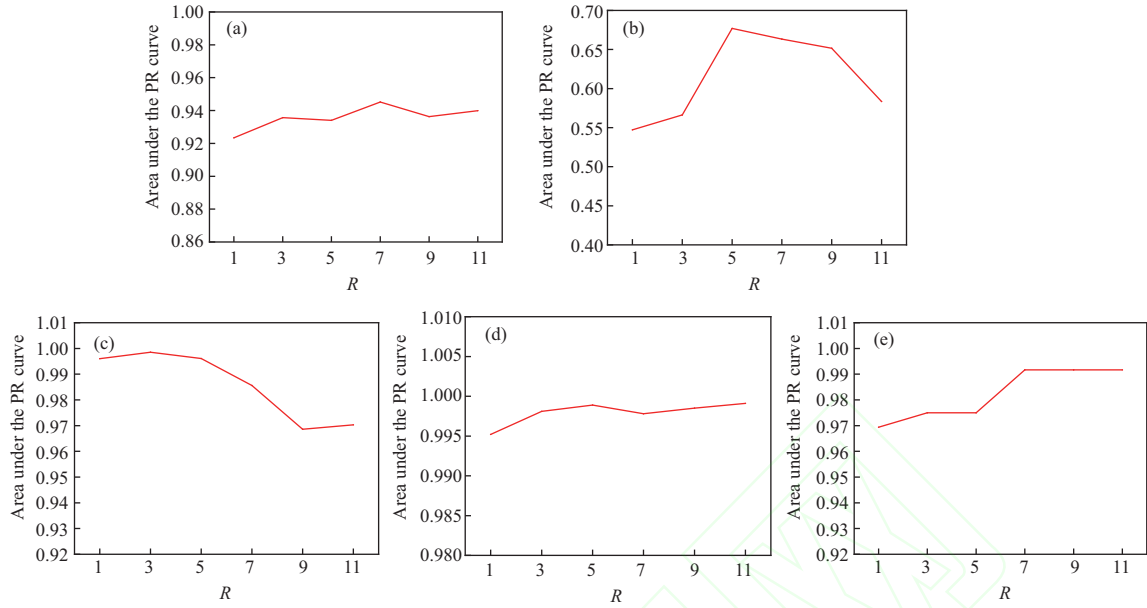 (a)
Area under the PR curve
1.00
0.98
0.96
0.94
0.92
0.90
0.88
0.86
1 3 5 7 9 11
R
(b)
Area under the PR curve
0.70
0.65
0.60
0.55
0.50
0.45
0.40
1 3 5 7 9 11
R
(c)
Area under the PR curve
1.01
1.00
0.99
0.98
0.97
0.96
0.95
0.94
0.93
0.92
1 3 5 7 9 11
R
(d)
Area under the PR curve
1.010
1.005
1.000
0.995
0.990
0.985
0.980
1 3 5 7 9 11
R
(e)
Area under the PR curve
1.01
1.00
0.99
0.98
0.97
0.96
0.95
0.94
0.93
0.92
1 3 5 7 9 11
R